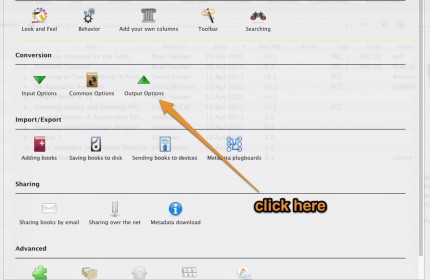 Look and Feel Behavior Add your own columns Toolbar Searching
Conversion
Input Options Common Options Output Options
Import/Export
Adding books Saving books to disk Sending books to devices Metadata plugboards
Sharing
click here
Sharing books by email Sharing over the net Metadata download
Advanced